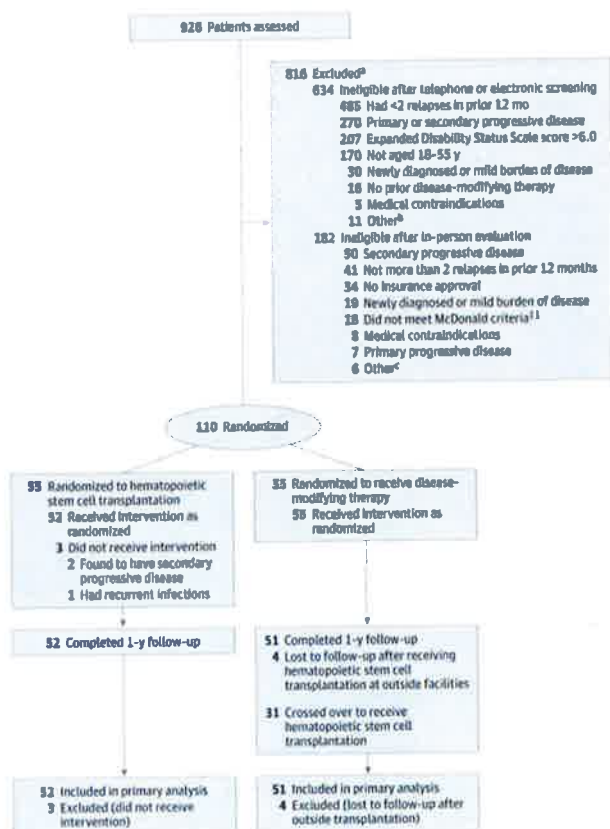 926 Patients assessed
816 Excludedᵃ
634 Ineligible after telephone or electronic screening
485 Had <2 relapses in prior 12 mo
270 Primary or secondary progressive disease
207 Expanded Disability Status Scale score >6.0
170 Not aged 18-55 y
30 Newly diagnosed or mild burden of disease
16 No prior disease-modifying therapy
Medical contraindications
11 Otherᵇ
182 Ineligible after in-person evaluation
50 Secondary progressive disease
41 Not more than 2 relapses in prior 12 months
34 No insurance approval
19 Newly diagnosed or mild burden of disease
Did not meet McDonald criteria
8 Medical contraindications
7 Primary progressive disease
6 Otherᶜ
110 Randomized
55 Randomized to hematopoietic
stem cell transplantation
52 Received intervention as
randomized
3 Did not receive intervention
2 Found to have secondary
progressive disease
1 Had recurrent infections
55 Randomized to receive disease-
modifying therapy
55 Received intervention as
randomized
52 Completed 1-y follow-up
51 Completed 1-y follow-up
4 Lost to follow-up after receiving
hematopoietic stem cell
transplantation at outside facilities
31 Crossed over to receive
hematopoietic stem cell
transplantation
52 Included in primary analysis
3 Excluded (did not receive
intervention)
51 Included in primary analysis
4 Excluded (lost to follow-up after
outside transplantation)